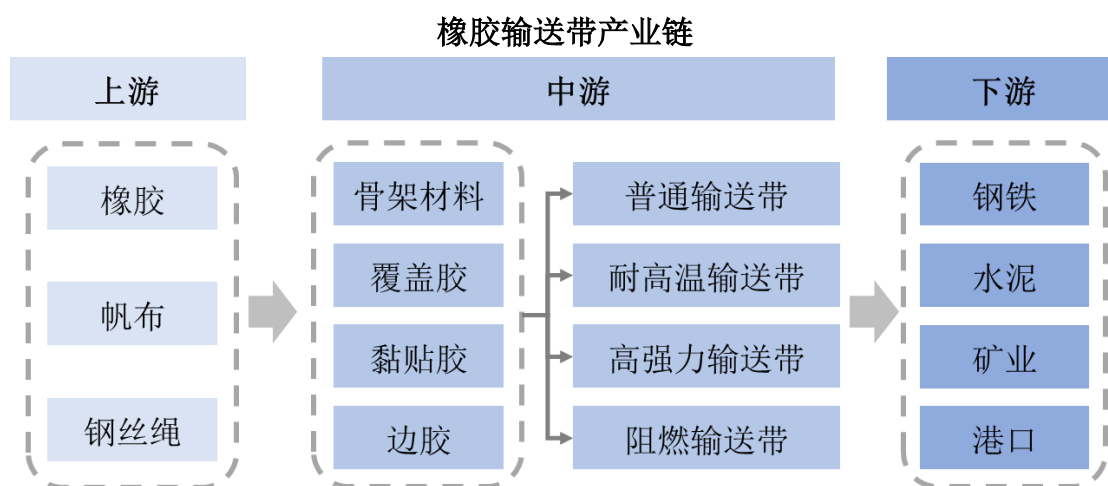 橡胶输送带产业链
上游
中游
下游
橡胶
帆布
钢丝绳
骨架材料
覆盖胶
黏贴胶
边胶
普通输送带
耐高温输送带
高强力输送带
阻燃输送带
钢铁
水泥
矿业
港口